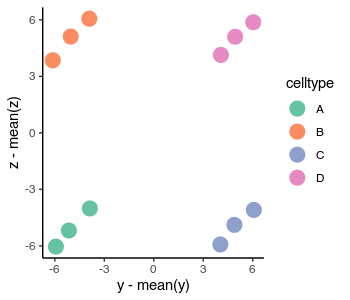 6
3
0
-3
-6
z - mean(z)
-6 -3 0 3 6
y - mean(y)
celltype
A
B
C
D